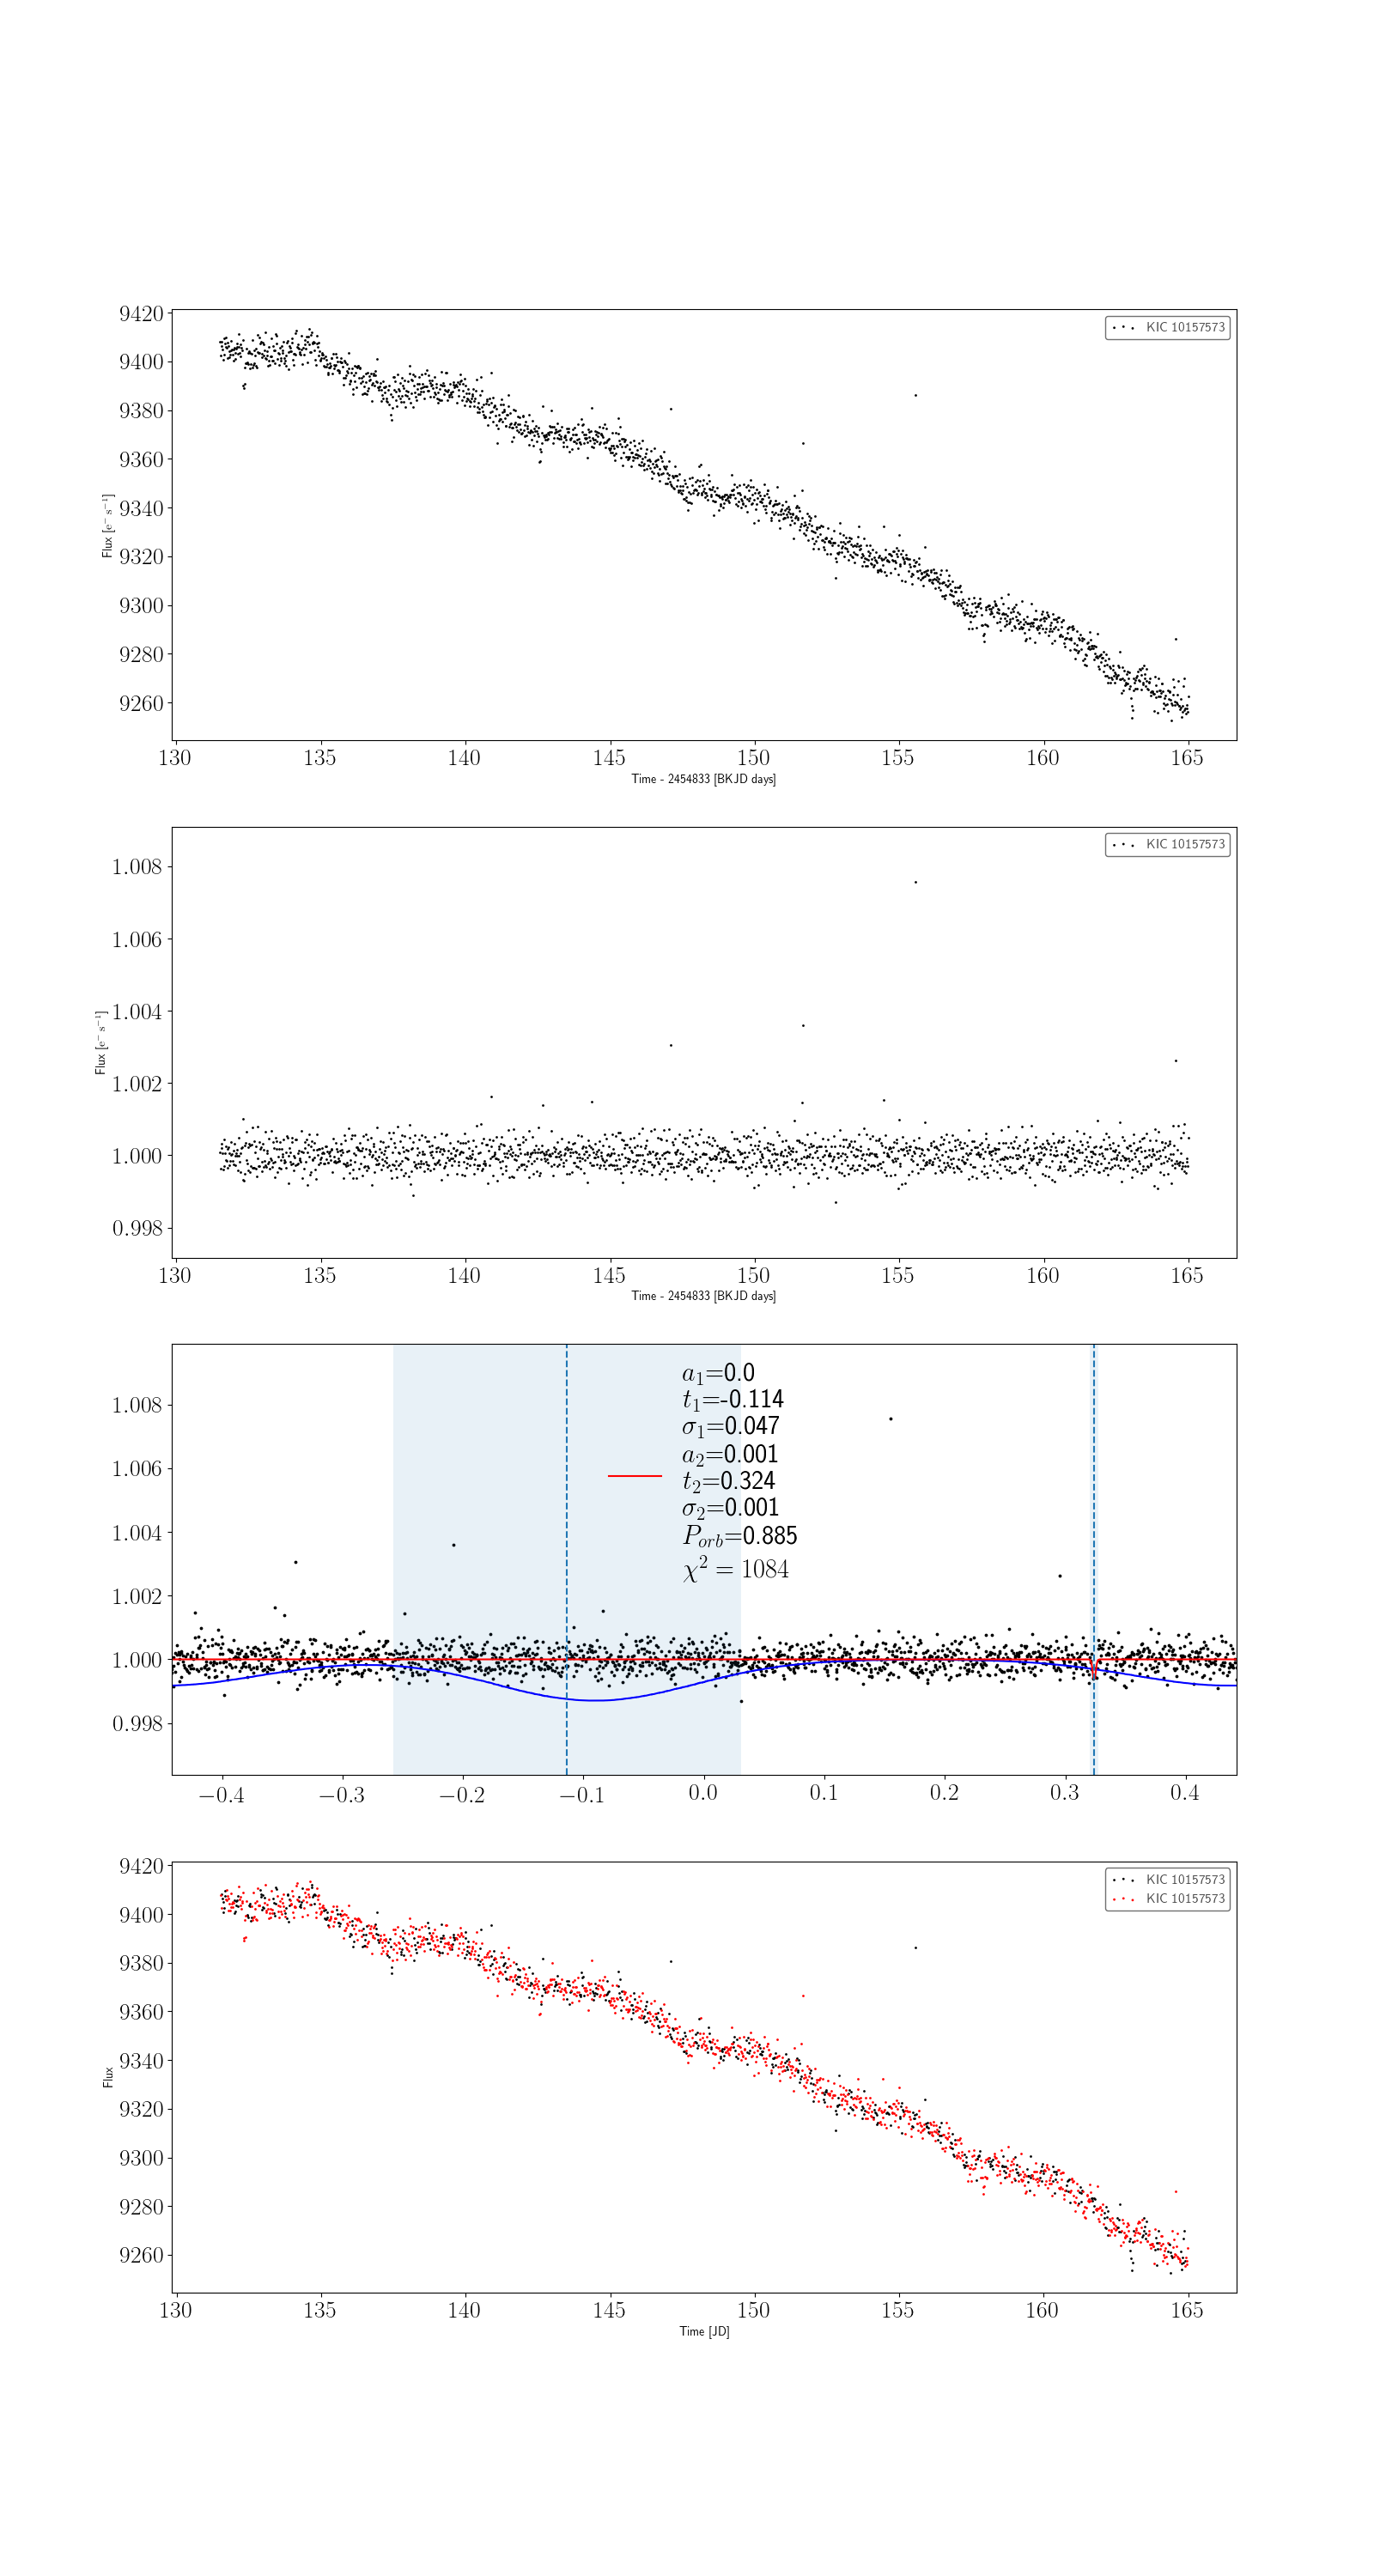 KIC 10157573
9420
9400
9380
9360
9340
9320
9300
9280
9260
Flux [e⁻ s⁻¹]
130 135 140 145 150 155 160 165
Time - 2454833 [BKJD days]
KIC 10157573
1.008
1.006
1.004
1.002
1.000
0.998
Flux [e⁻ s⁻¹]
130 135 140 145 150 155 160 165
Time - 2454833 [BKJD days]
a₁=0.0
t₁=-0.114
σ₁=0.047
a₂=0.001
t₂=0.324
σ₂=0.001
P_orb=0.885
χ² = 1084
1.008
1.006
1.004
1.002
1.000
0.998
−0.4 −0.3 −0.2 −0.1 0.0 0.1 0.2 0.3 0.4
KIC 10157573
KIC 10157573
9420
9400
9380
9360
9340
9320
9300
9280
9260
Flux
130 135 140 145 150 155 160 165
Time [JD]